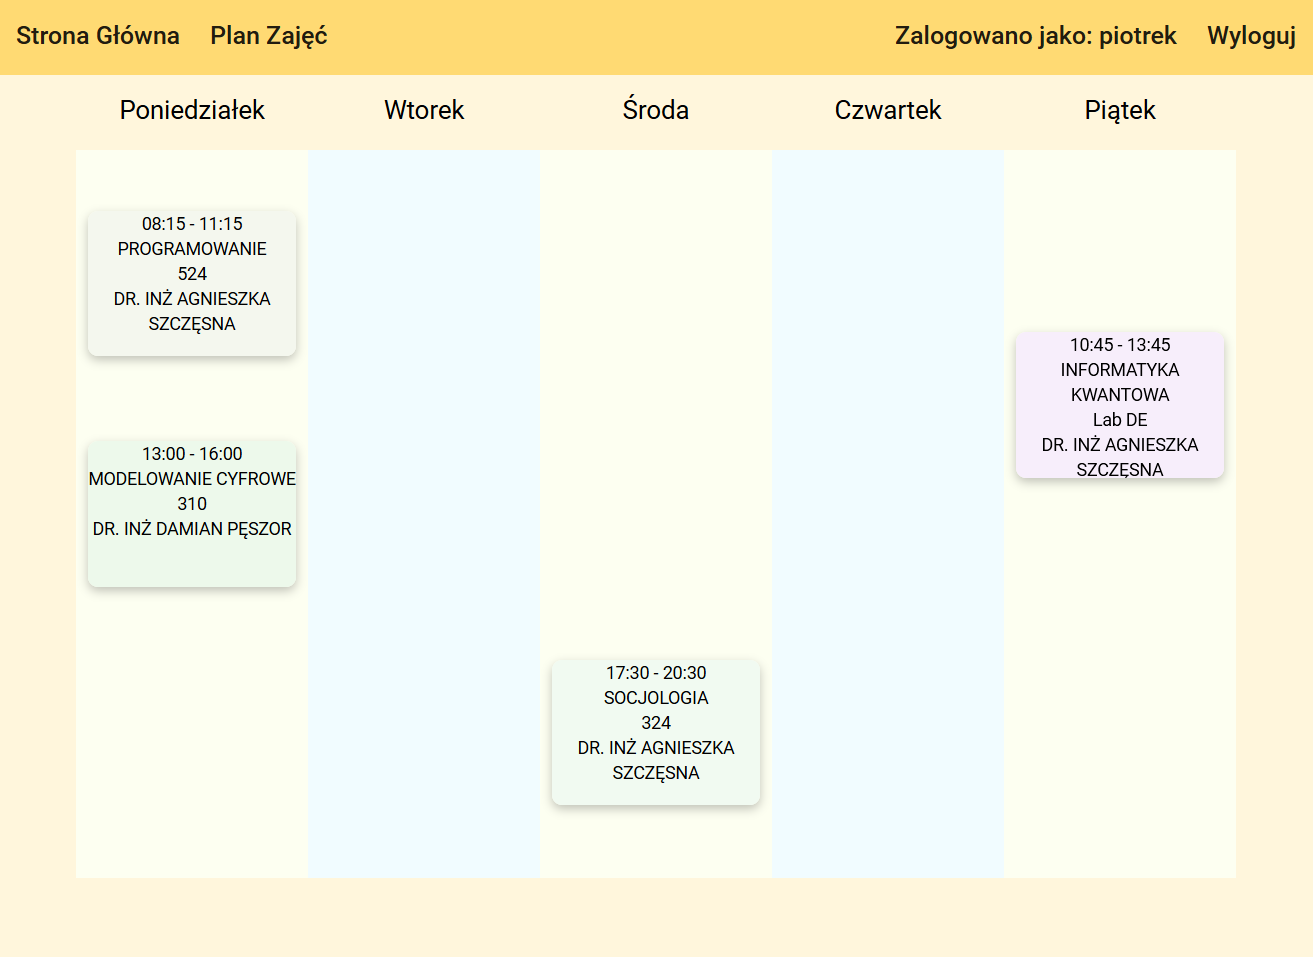 Strona Główna Plan Zajęć Zalogowano jako: piotrek Wyloguj
Poniedziałek Wtorek Środa Czwartek Piątek
08:15 - 11:15
PROGRAMOWANIE
524
DR. INŻ AGNIESZKA
SZCZĘSNA
13:00 - 16:00
MODELOWANIE CYFROWE
310
DR. INŻ DAMIAN PĘSZOR
17:30 - 20:30
SOCJOLOGIA
324
DR. INŻ AGNIESZKA
SZCZĘSNA
10:45 - 13:45
INFORMATYKA
KWANTOWA
Lab DE
DR. INŻ AGNIESZKA
SZCZĘSNA